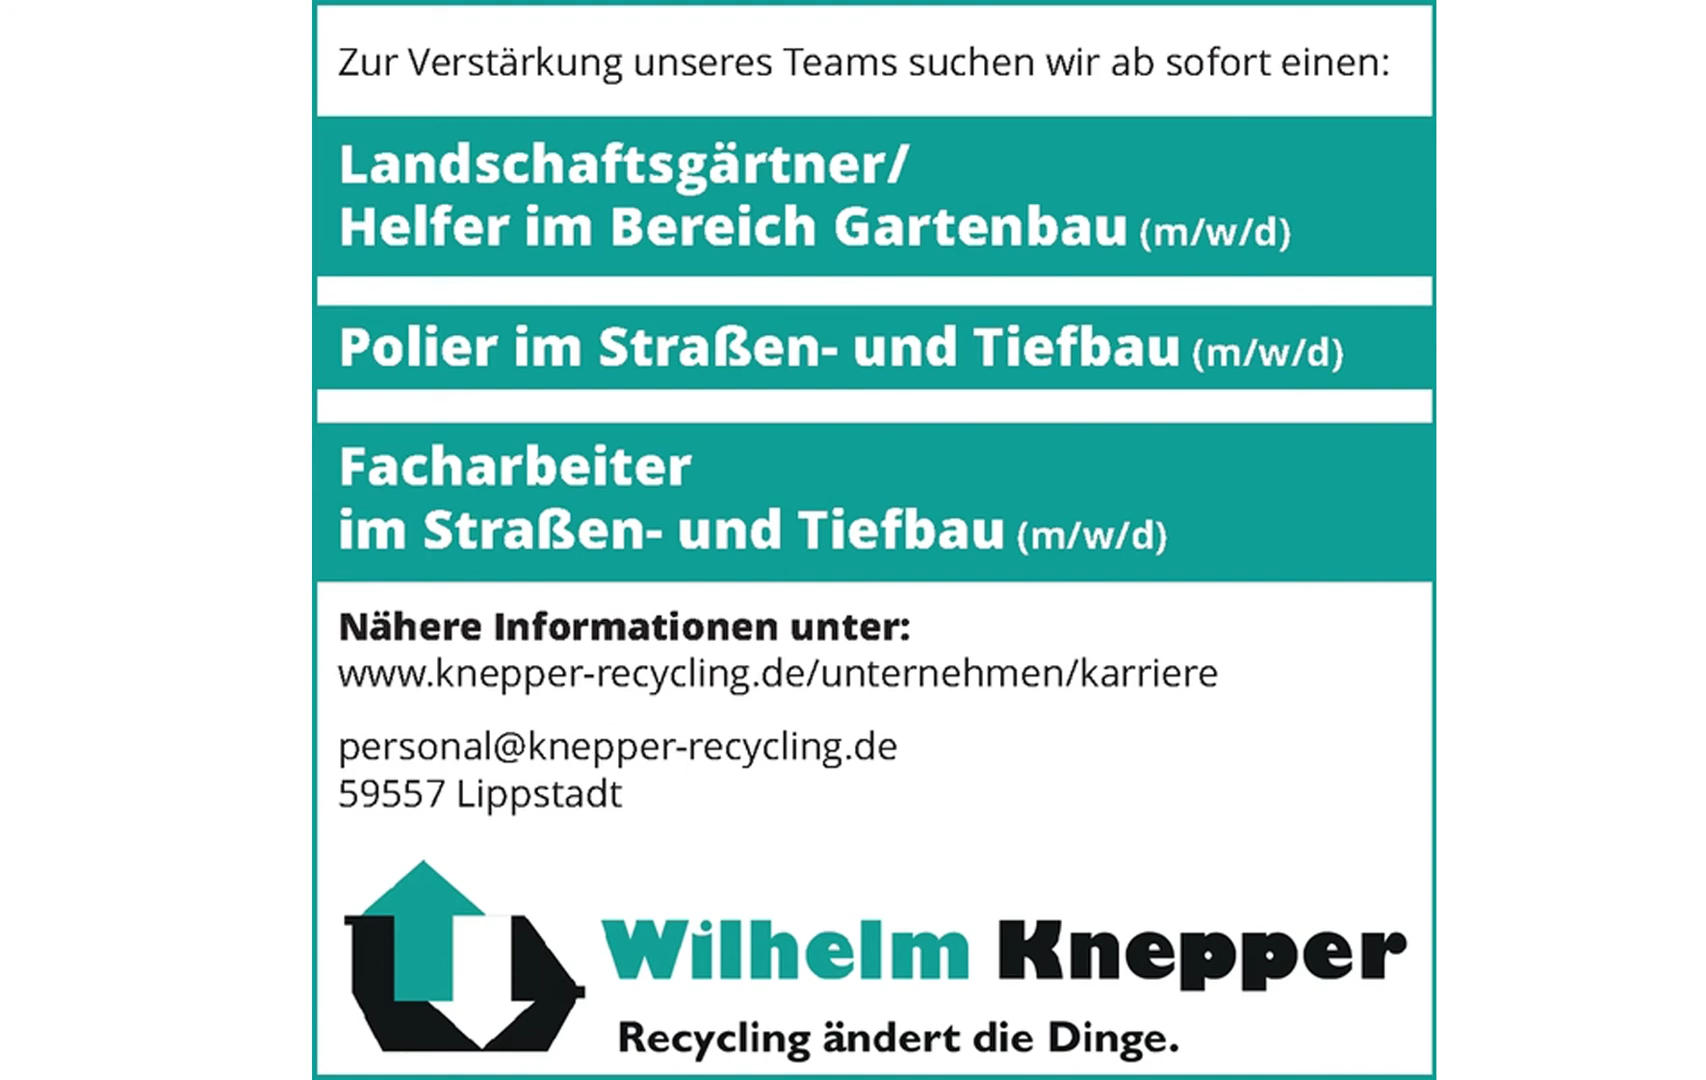 Zur Verstärkung unseres Teams suchen wir ab sofort einen:
Landschaftsgärtner/
Helfer im Bereich Gartenbau (m/w/d)
Polier im Straßen- und Tiefbau (m/w/d)
Facharbeiter
im Straßen- und Tiefbau (m/w/d)
Nähere Informationen unter:
www.knepper-recycling.de/unternehmen/karriere
personal@knepper-recycling.de
59557 Lippstadt
Wilhelm Knepper
Recycling ändert die Dinge.